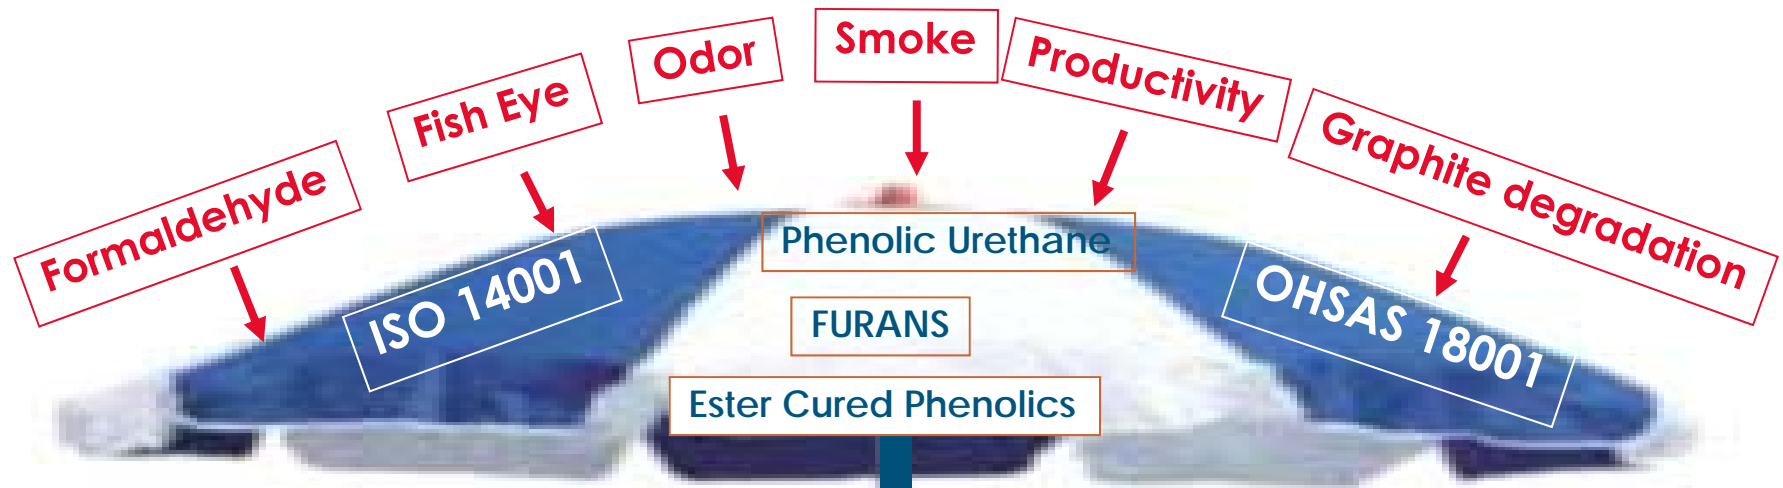 Formaldehyde
Fish Eye
Odor
Smoke
Productivity
Graphite degradation
ISO 14001
Phenolic Urethane
OHSAS 18001
FURANS
Ester Cured Phenolics